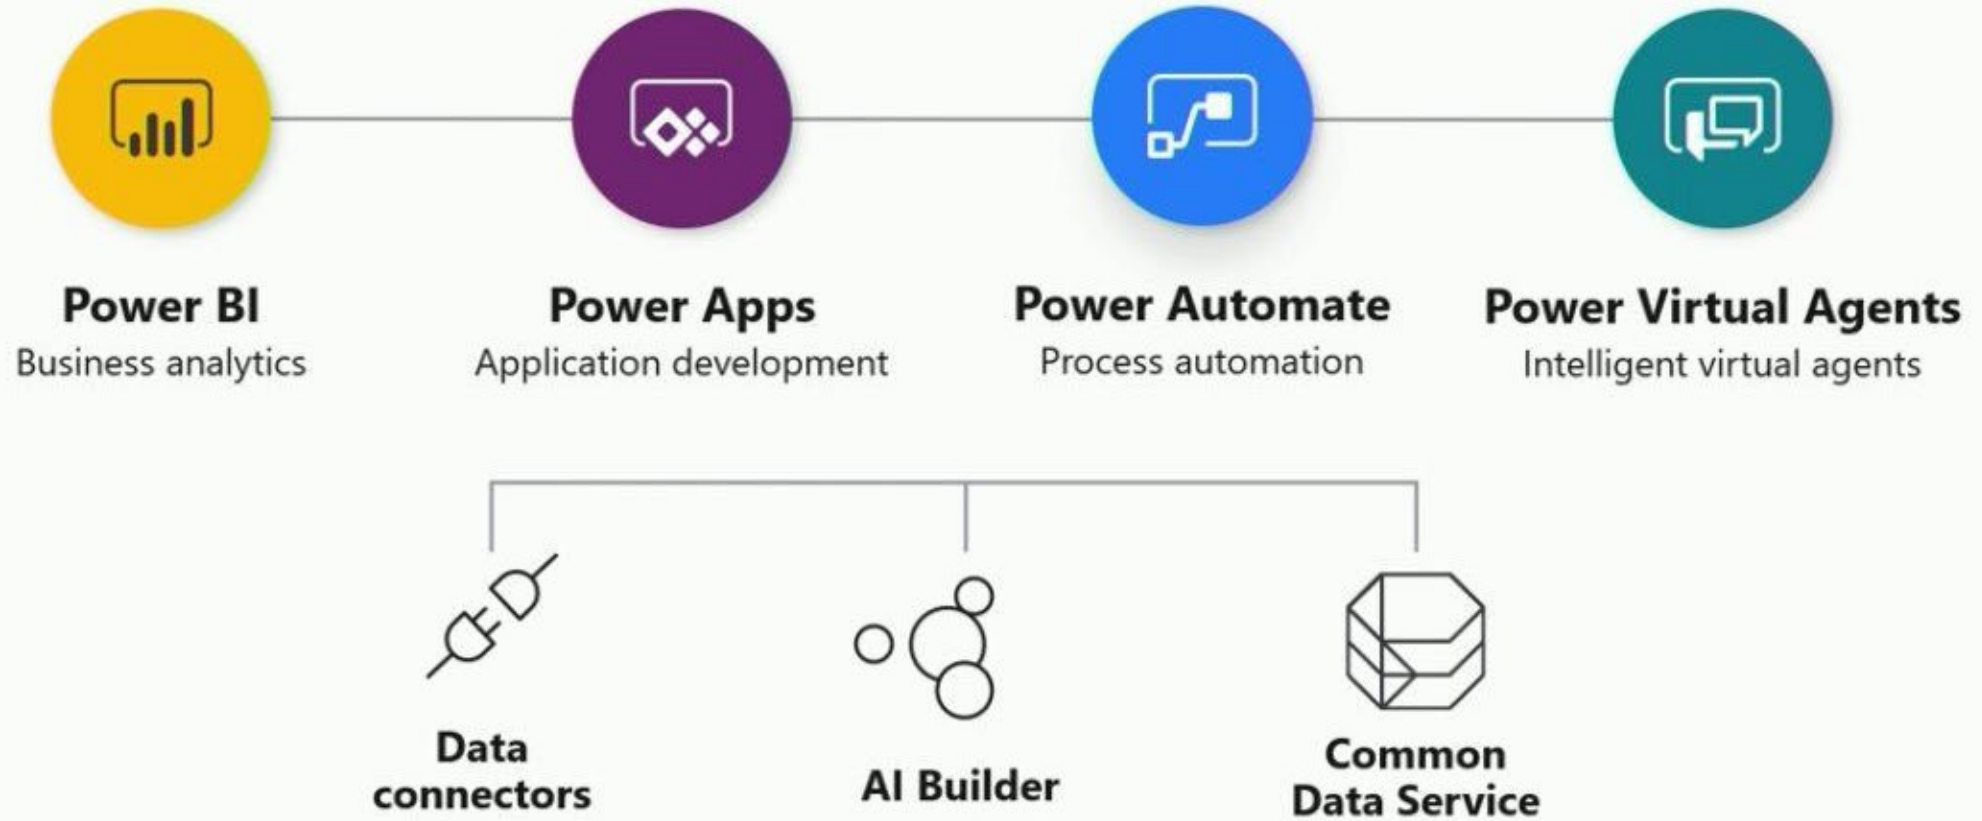 Power BI
Business analytics
Power Apps
Application development
Power Automate
Process automation
Power Virtual Agents
Intelligent virtual agents
Data
connectors
AI Builder
Common
Data Service